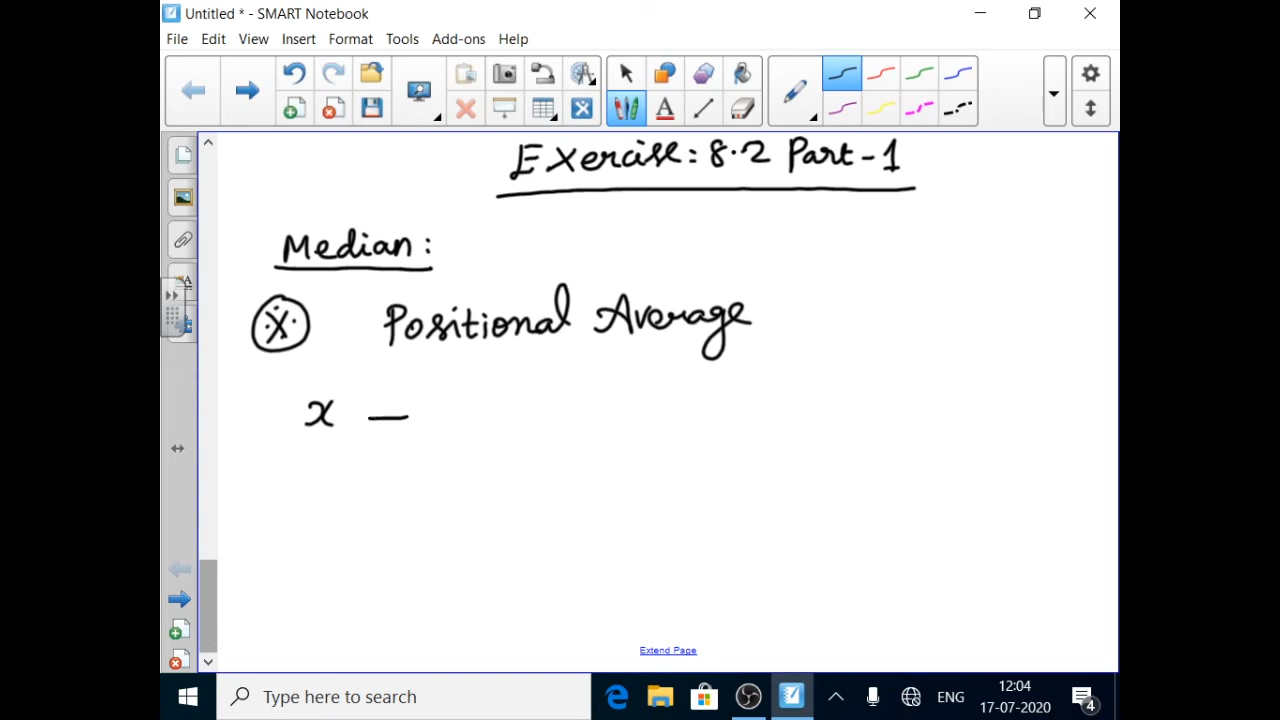 Untitled * - SMART Notebook
File Edit View Insert Format Tools Add-ons Help
Exercise: 8.2 Part-1
Median:
Positional Average
x —
Extend Page
Type here to search
ENG
12:04
17-07-2020
4